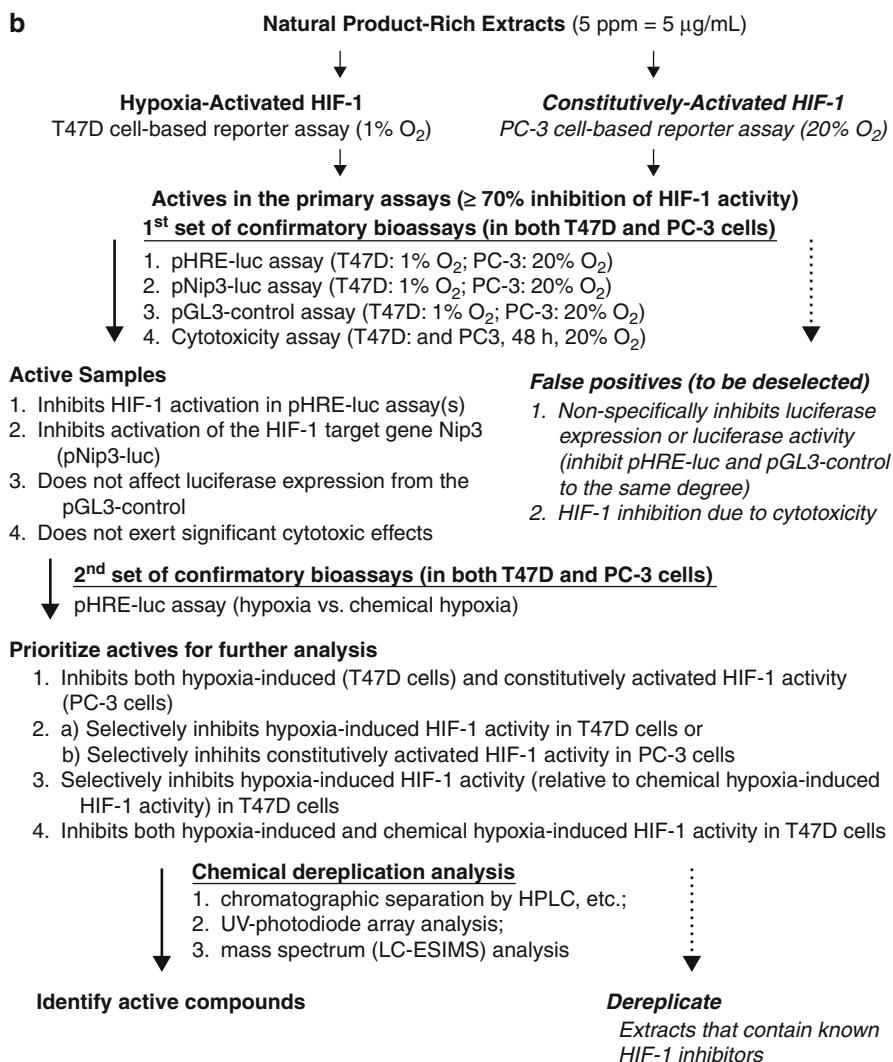 b
Natural Product-Rich Extracts (5 ppm = 5 μg/mL)
Hypoxia-Activated HIF-1
T47D cell-based reporter assay (1% O2)
Constitutively-Activated HIF-1
PC-3 cell-based reporter assay (20% O2)
Actives in the primary assays (≥ 70% inhibition of HIF-1 activity)
1st set of confirmatory bioassays (in both T47D and PC-3 cells)
1. pHRE-luc assay (T47D: 1% O2; PC-3: 20% O2)
2. pNip3-luc assay (T47D: 1% O2; PC-3: 20% O2)
3. pGL3-control assay (T47D: 1% O2; PC-3: 20% O2)
4. Cytotoxicity assay (T47D: and PC3, 48 h, 20% O2)
Active Samples
1. Inhibits HIF-1 activation in pHRE-luc assay(s)
2. Inhibits activation of the HIF-1 target gene Nip3
(pNip3-luc)
3. Does not affect luciferase expression from the
pGL3-control
4. Does not exert significant cytotoxic effects
False positives (to be deselected)
1. Non-specifically inhibits luciferase
expression or luciferase activity
(inhibit pHRE-luc and pGL3-control
to the same degree)
2. HIF-1 inhibition due to cytotoxicity
2nd set of confirmatory bioassays (in both T47D and PC-3 cells)
pHRE-luc assay (hypoxia vs. chemical hypoxia)
Prioritize actives for further analysis
1. Inhibits both hypoxia-induced (T47D cells) and constitutively activated HIF-1 activity
(PC-3 cells)
2. a) Selectively inhibits hypoxia-induced HIF-1 activity in T47D cells or
b) Selectively inhihits constitutively activated HIF-1 activity in PC-3 cells
3. Selectively inhibits hypoxia-induced HIF-1 activity (relative to chemical hypoxia-induced
HIF-1 activity) in T47D cells
4. Inhibits both hypoxia-induced and chemical hypoxia-induced HIF-1 activity in T47D cells
Chemical dereplication analysis
1. chromatographic separation by HPLC, etc.;
2. UV-photodiode array analysis;
3. mass spectrum (LC-ESIMS) analysis
Identify active compounds
Dereplicate
Extracts that contain known
HIF-1 inhibitors